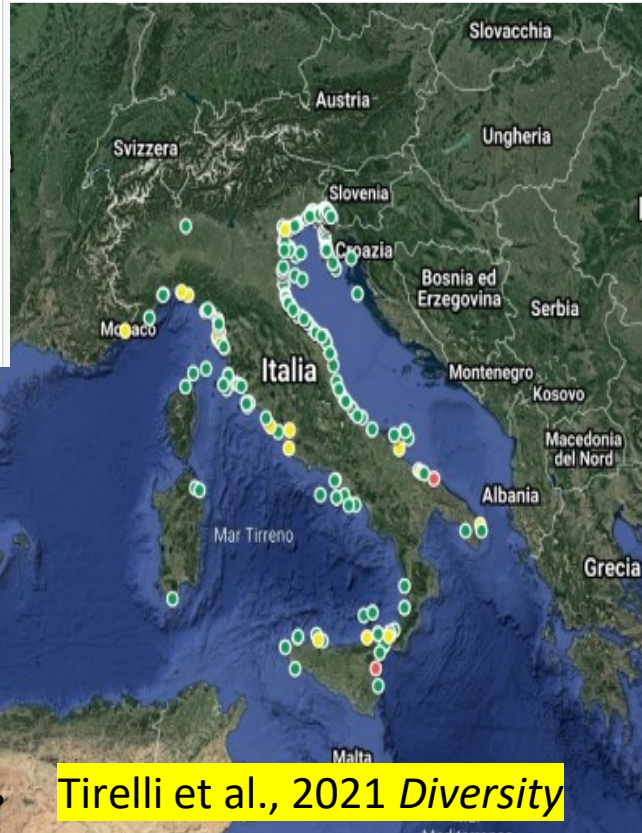 Slovacchia
Austria
Ungheria
Svizzera
Slovenia
Croazia
Bosnia ed
Erzegovina
Serbia
Monaco
Italia
Montenegro
Kosovo
Macedonia
del Nord
Albania
Mar Tirreno
Grecia
Malta
Tirelli et al., 2021 Diversity